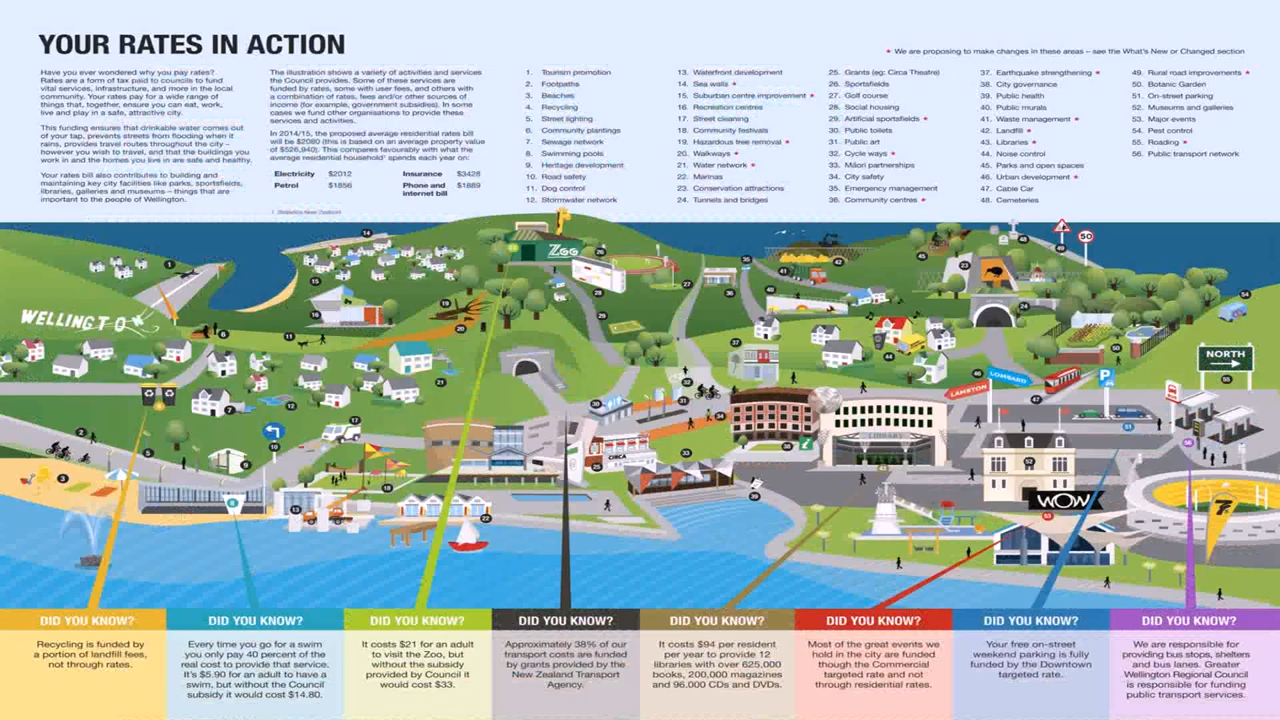 YOUR RATES IN ACTION
★ We are proposing to make changes in these areas – see the What's New or Changed section
Have you ever wondered why you pay rates?
Rates are a form of tax paid to councils to fund
vital services, infrastructure, and more in the local
community. Your rates pay for a wide range of
things that, together, ensure you can eat, work,
live and play in a safe, attractive city.
This funding ensures that drinkable water comes out
of your tap, prevents streets from flooding when it
rains, provides travel routes throughout the city –
however you wish to travel, and that the buildings you
work in and the homes you live in are safe and healthy.
Your rates bill also contributes to building and
maintaining key city facilities like parks, sportsfields,
libraries, galleries and museums – things that are
important to the people of Wellington.
The illustration shows a variety of activities and services
the Council provides. Some of these services are
funded by rates, some with user fees, and others with
a combination of rates, fees and/or other sources of
income (for example, government subsidies). In some
cases we fund other organisations to provide these
services and activities.
In 2014/15, the proposed average residential rates bill
will be $2080 (this is based on an average property value
of $526,940). This compares favourably with what the
average residential household¹ spends each year on:
Electricity $2012
Petrol $1856
Insurance $3428
Phone and
internet bill $1889
1. Statistics New Zealand
1. Tourism promotion
2. Footpaths
3. Beaches
4. Recycling
5. Street lighting
6. Community plantings
7. Sewage network
8. Swimming pools
9. Heritage development
10. Road safety
11. Dog control
12. Stormwater network
13. Waterfront development
14. Sea walls ★
15. Suburban centre improvement ★
16. Recreation centres
17. Street cleaning
18. Community festivals
19. Hazardous tree removal ★
20. Walkways ★
21. Water network ★
22. Marinas
23. Conservation attractions
24. Tunnels and bridges
25. Grants (eg: Circa Theatre)
26. Sportsfields
27. Golf course
28. Social housing
29. Artificial sportsfields ★
30. Public toilets
31. Public art
32. Cycle ways ★
33. Māori partnerships
34. City safety
35. Emergency management
36. Community centres ★
37. Earthquake strengthening ★
38. City governance
39. Public health
40. Public murals
41. Waste management ★
42. Landfill ★
43. Libraries ★
44. Noise control
45. Parks and open spaces
46. Urban development ★
47. Cable Car
48. Cemeteries
49. Rural road improvements ★
50. Botanic Garden
51. On-street parking
52. Museums and galleries
53. Major events
54. Pest control
55. Roading ★
56. Public transport network
WELLINGTO
ZOO
50
NORTH
LAMBTON
LOMBARD
P
CIRCA
LIBRARY
WOW
7
DID YOU KNOW?
Recycling is funded by
a portion of landfill fees,
not through rates.
DID YOU KNOW?
Every time you go for a swim
you only pay 40 percent of the
real cost to provide that service.
It's $5.90 for an adult to have a
swim, but without the Council
subsidy it would cost $14.80.
DID YOU KNOW?
It costs $21 for an adult
to visit the Zoo, but
without the subsidy
provided by Council it
would cost $33.
DID YOU KNOW?
Approximately 38% of our
transport costs are funded
by grants provided by the
New Zealand Transport
Agency.
DID YOU KNOW?
It costs $94 per resident
per year to provide 12
libraries with over 625,000
books, 200,000 magazines
and 96,000 CDs and DVDs.
DID YOU KNOW?
Most of the great events we
hold in the city are funded
though the Commercial
targeted rate and not
through residential rates.
DID YOU KNOW?
Your free on-street
weekend parking is fully
funded by the Downtown
targeted rate.
DID YOU KNOW?
We are responsible for
providing bus stops, shelters
and bus lanes. Greater
Wellington Regional Council
is responsible for funding
public transport services.